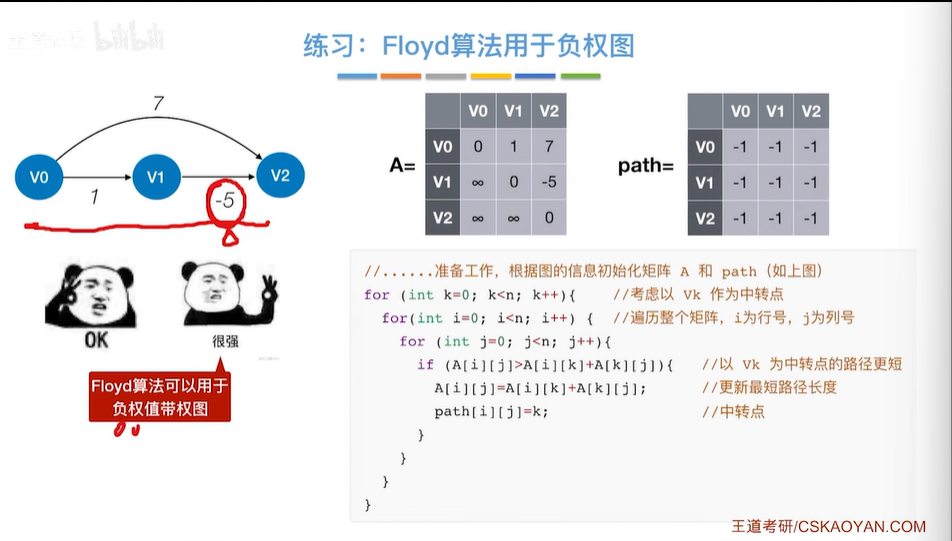 bilibili
练习：Floyd算法用于负权图
7
V0
V1
V2
1
-5
A=
V0 V1 V2
V0 0 1 7
V1 ∞ 0 -5
V2 ∞ ∞ 0
path=
V0 V1 V2
V0 -1 -1 -1
V1 -1 -1 -1
V2 -1 -1 -1
OK
很强
Floyd算法可以用于
负权值带权图
//......准备工作，根据图的信息初始化矩阵 A 和 path（如上图）
for (int k=0; k<n; k++){ //考虑以 Vk 作为中转点
for(int i=0; i<n; i++) { //遍历整个矩阵，i为行号，j为列号
for (int j=0; j<n; j++){
if (A[i][j]>A[i][k]+A[k][j]){ //以 Vk 为中转点的路径更短
A[i][j]=A[i][k]+A[k][j]; //更新最短路径长度
path[i][j]=k; //中转点
}
}
}
}
王道考研/CSKAOYAN.COM